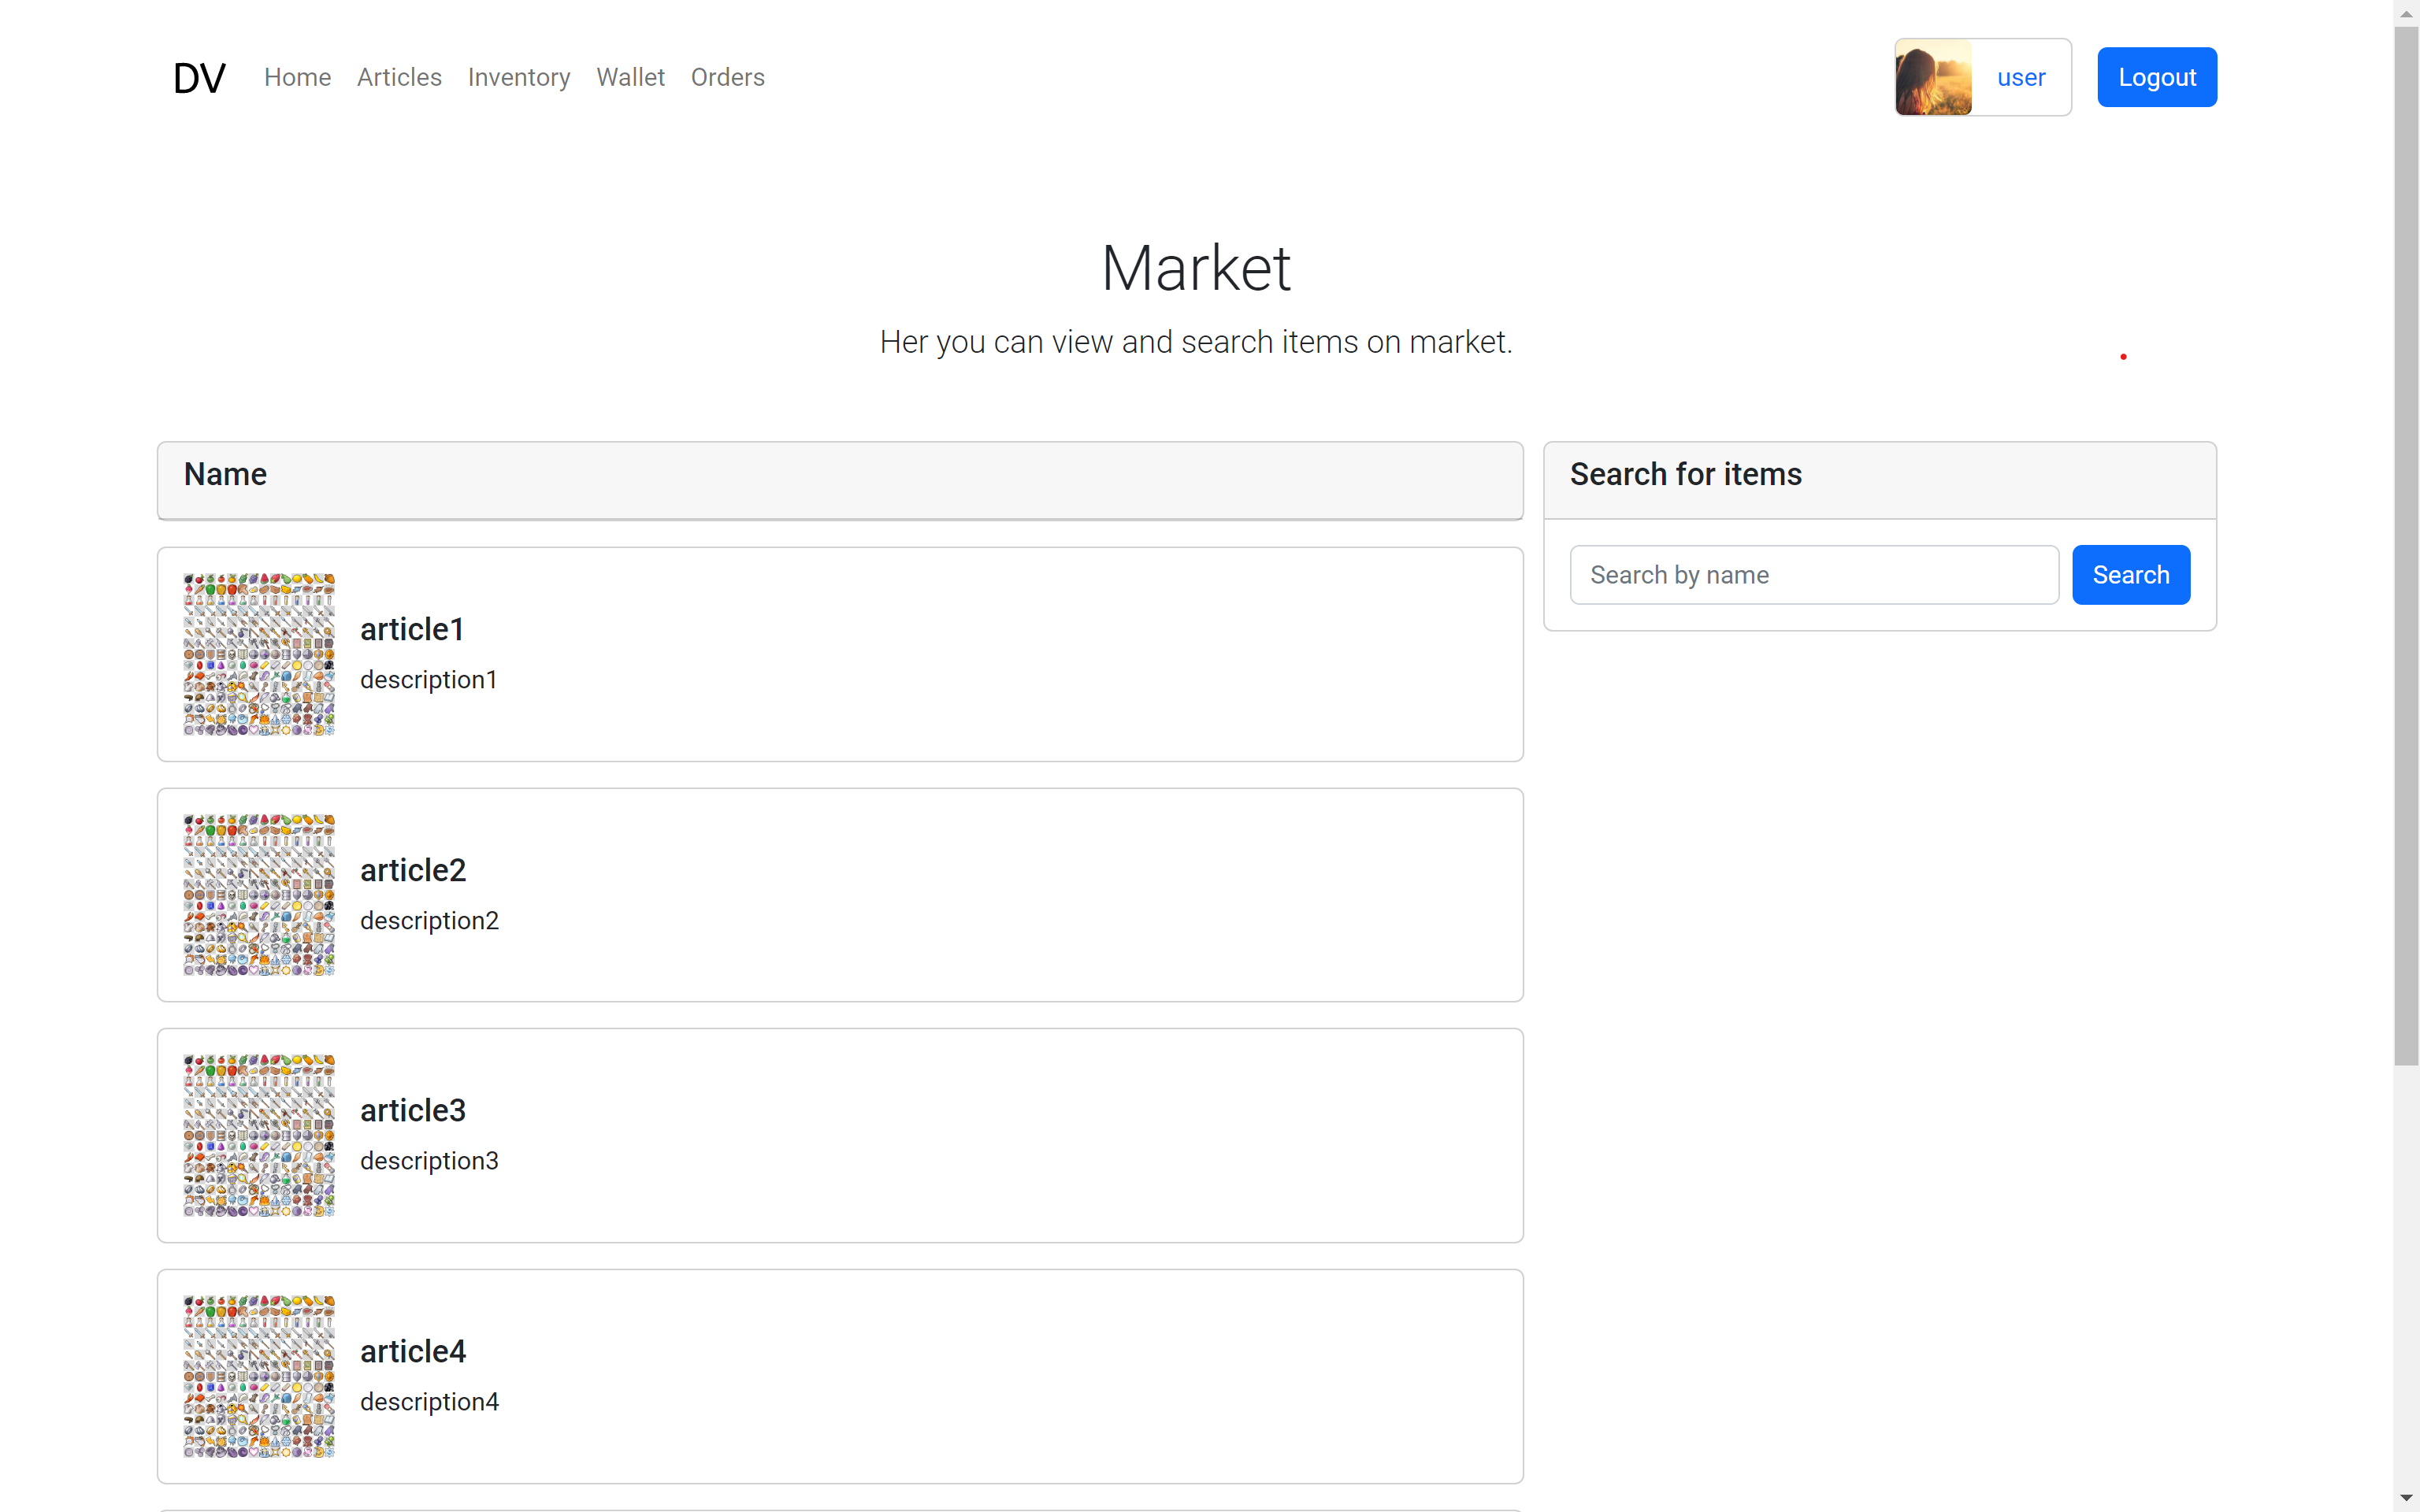 DV Home Articles Inventory Wallet Orders user Logout
Market
Her you can view and search items on market.
Name
Search for items
Search by name Search
article1
description1
article2
description2
article3
description3
article4
description4